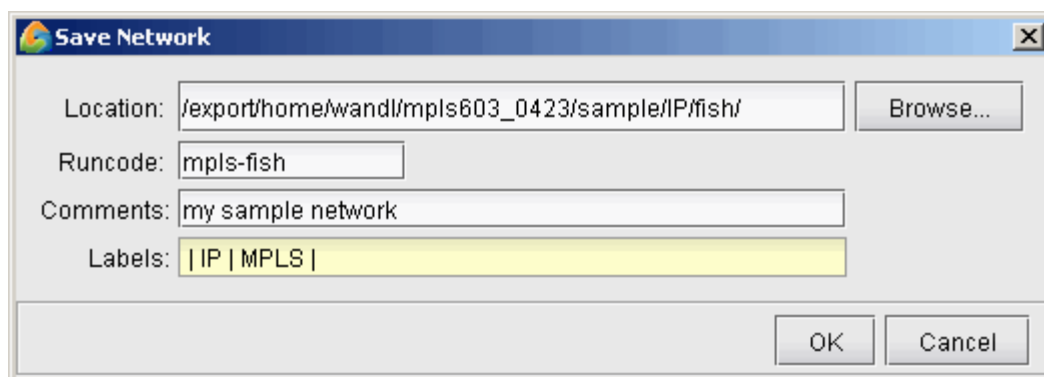 Save Network
Location: /export/home/wandl/mpls603_0423/sample/IP/fish/ Browse...
Runcode: mpls-fish
Comments: my sample network
Labels: | IP | MPLS |
OK Cancel